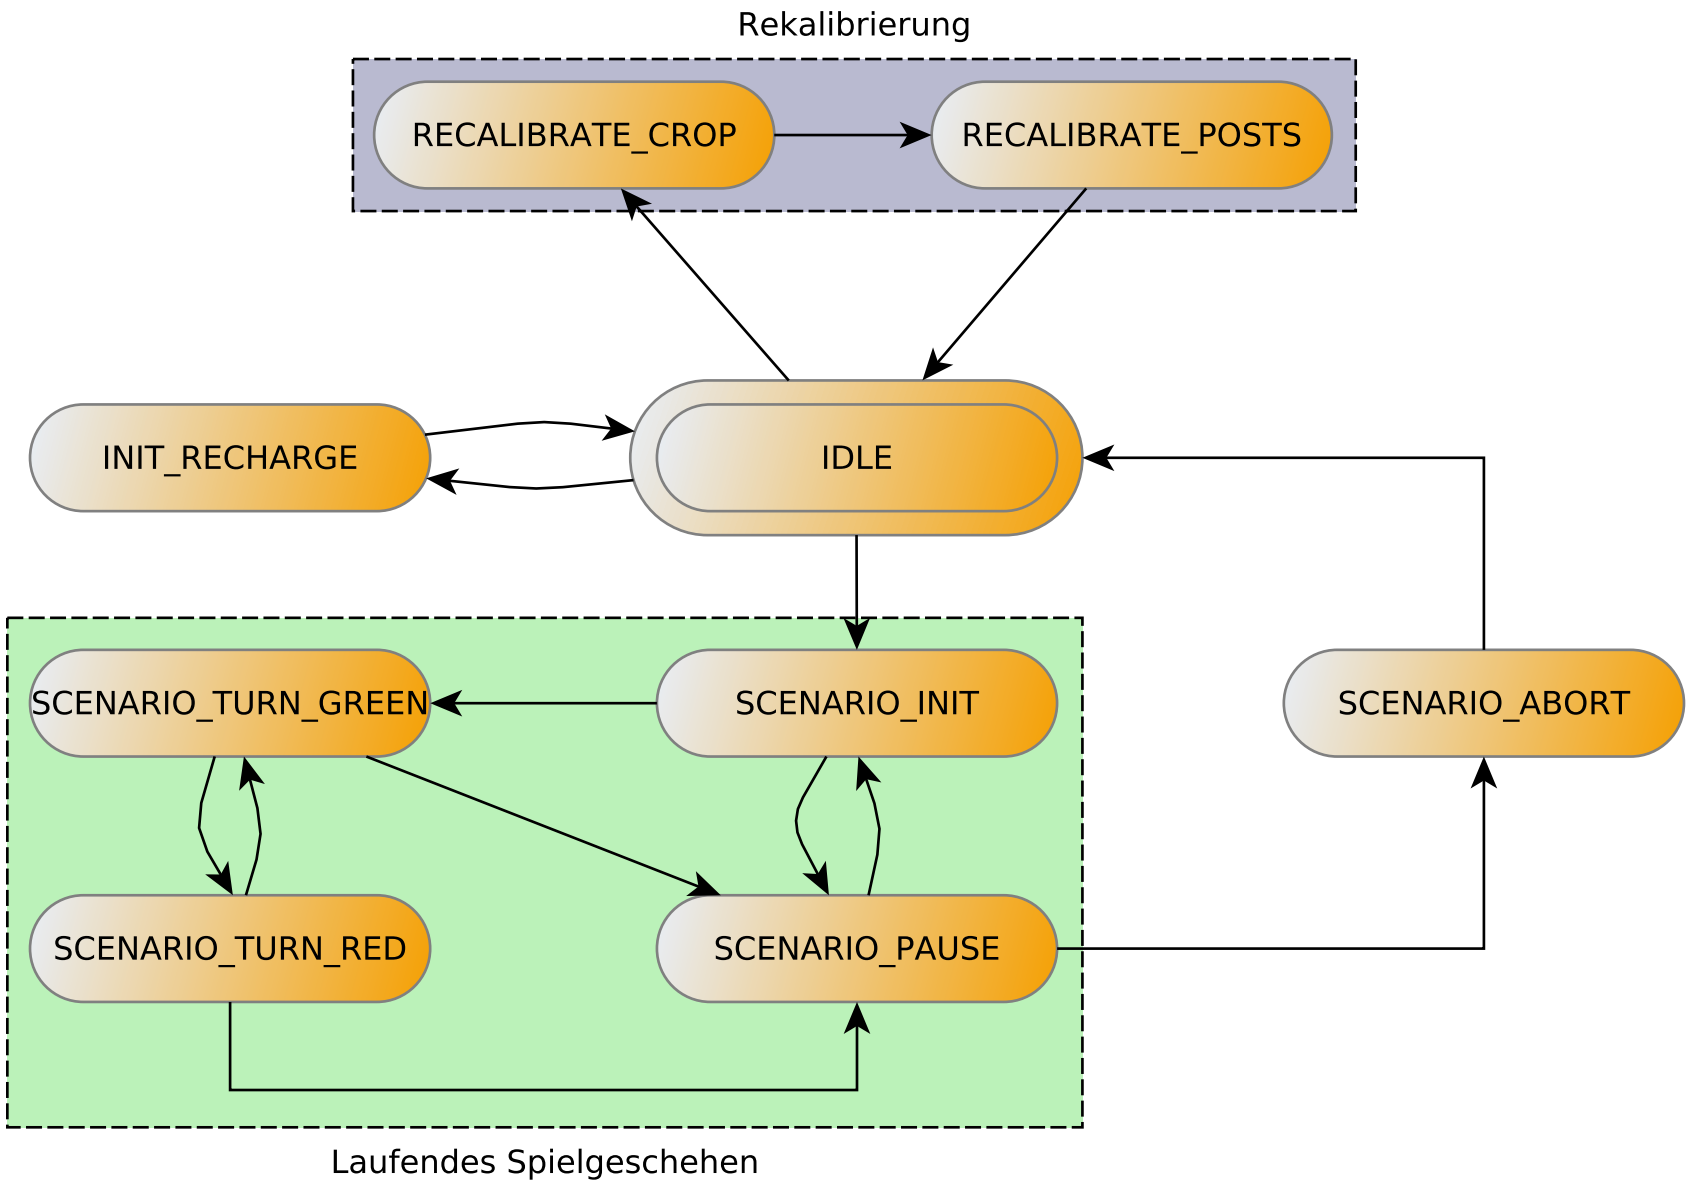 Rekalibrierung
RECALIBRATE_CROP
RECALIBRATE_POSTS
INIT_RECHARGE
IDLE
SCENARIO_TURN_GREEN
SCENARIO_INIT
SCENARIO_ABORT
SCENARIO_TURN_RED
SCENARIO_PAUSE
Laufendes Spielgeschehen